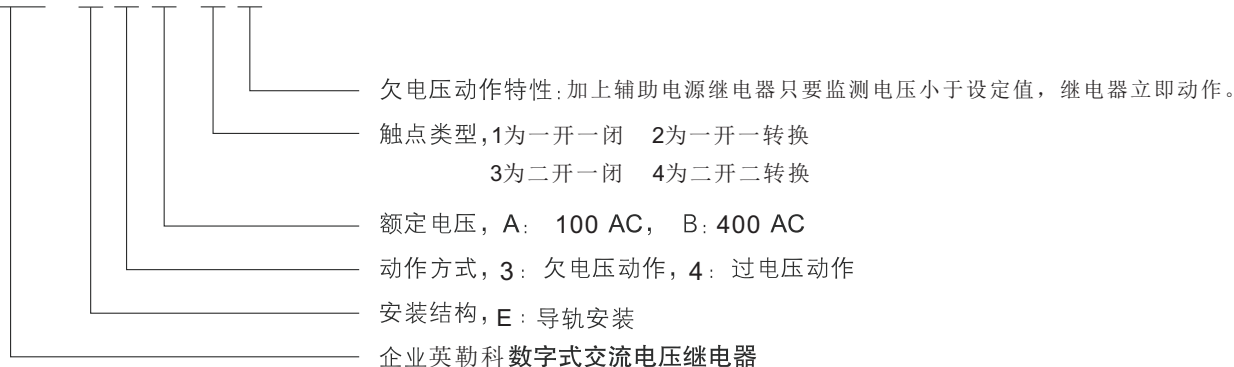 欠电压动作特性:加上辅助电源继电器只要监测电压小于设定值，继电器立即动作。
触点类型,1为一开一闭 2为一开一转换
3为二开一闭 4为二开二转换
额定电压，A: 100 AC， B: 400 AC
动作方式，3: 欠电压动作，4: 过电压动作
安装结构，E:导轨安装
企业英勒科数字式交流电压继电器